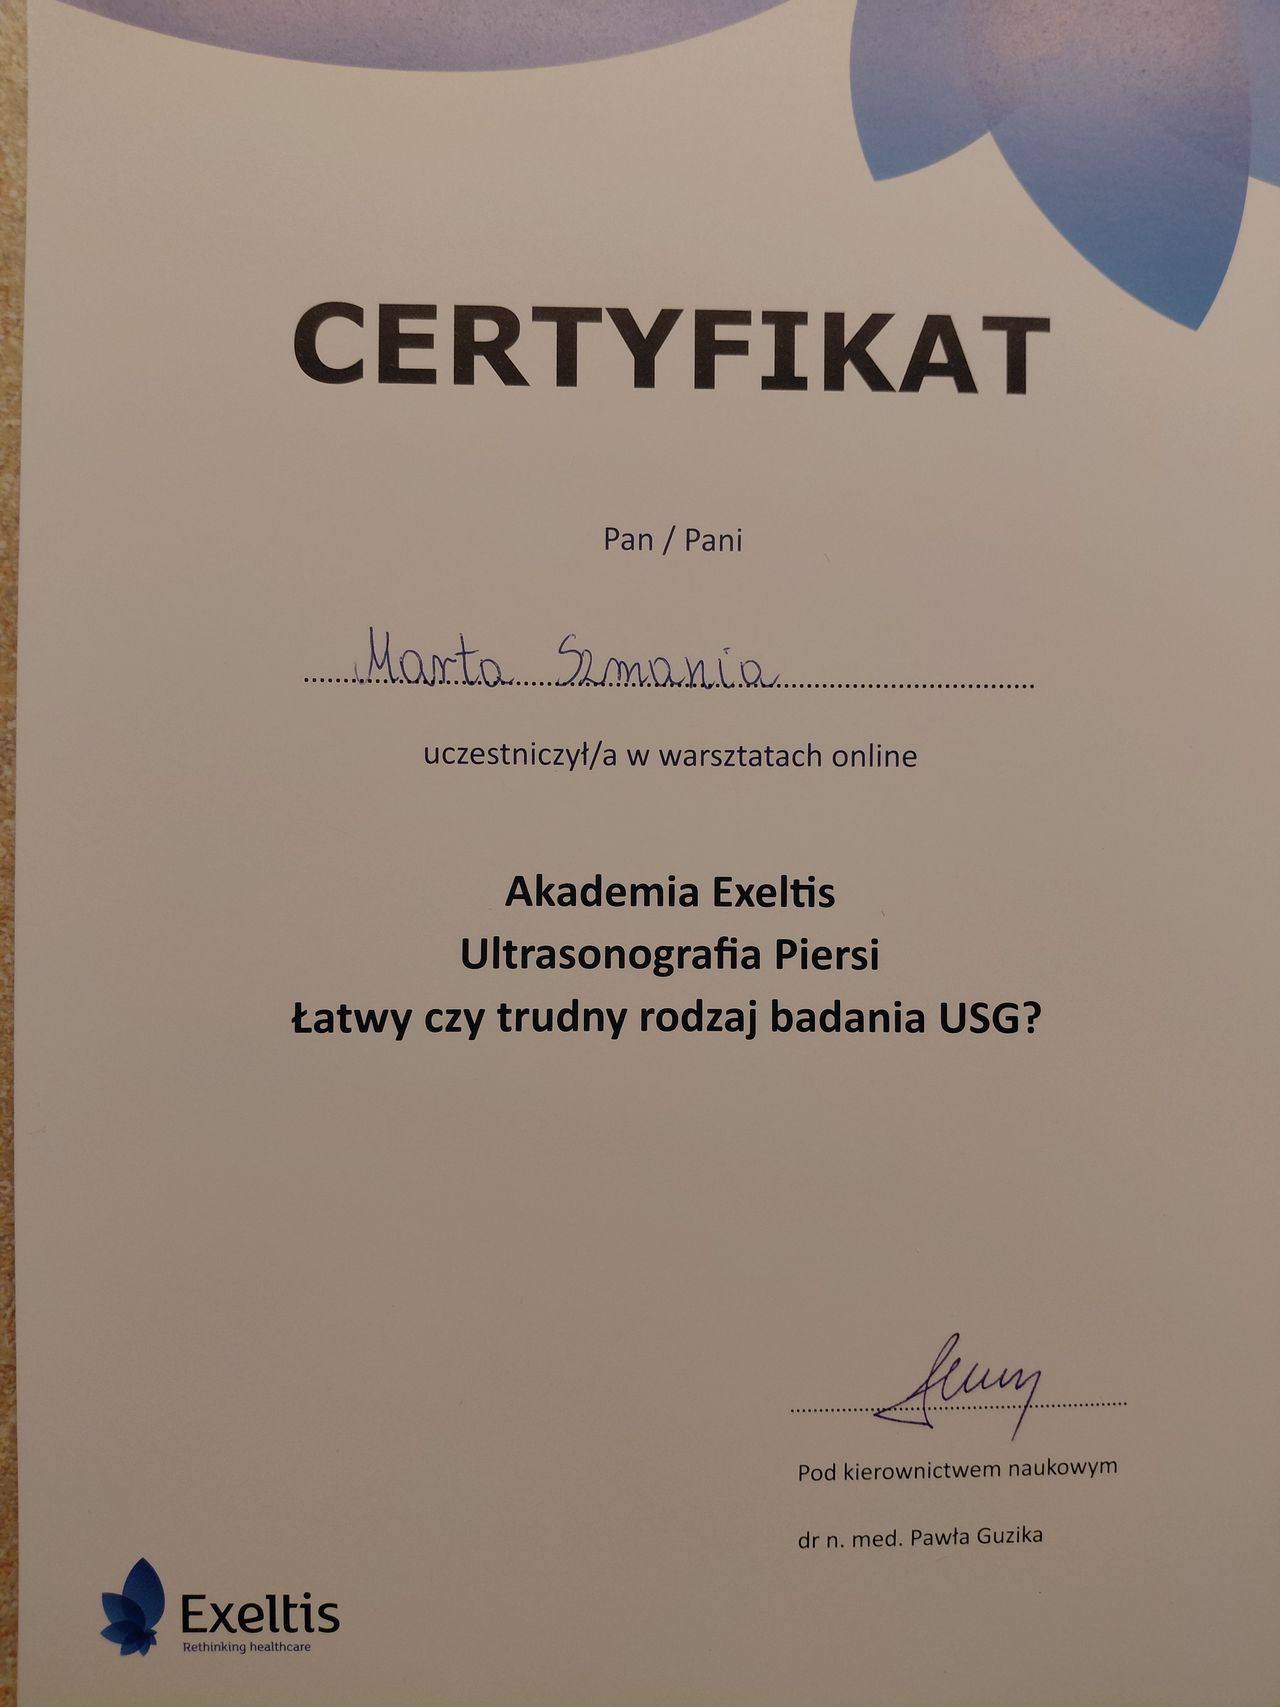 CERTYFIKAT
Pan / Pani
Marta Szmania
uczestniczył/a w warsztatach online
Akademia Exeltis
Ultrasonografia Piersi
Łatwy czy trudny rodzaj badania USG?
Pod kierownictwem naukowym
dr n. med. Pawła Guzika
Exeltis
Rethinking healthcare